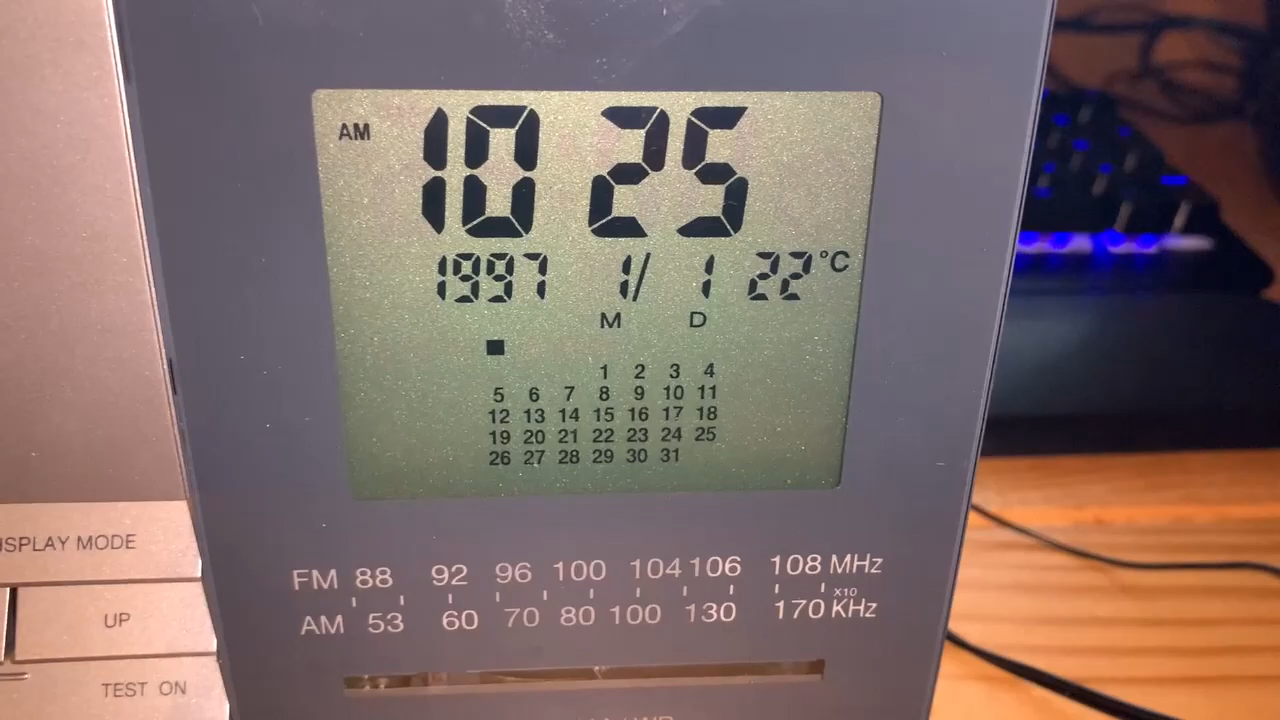 AM 10 25
1997 1/ 1 22 °C
M D
1 2 3 4
5 6 7 8 9 10 11
12 13 14 15 16 17 18
19 20 21 22 23 24 25
26 27 28 29 30 31
FM 88 92 96 100 104 106 108 MHz
x10
AM 53 60 70 80 100 130 170 KHz
MODE
UP
TEST ON